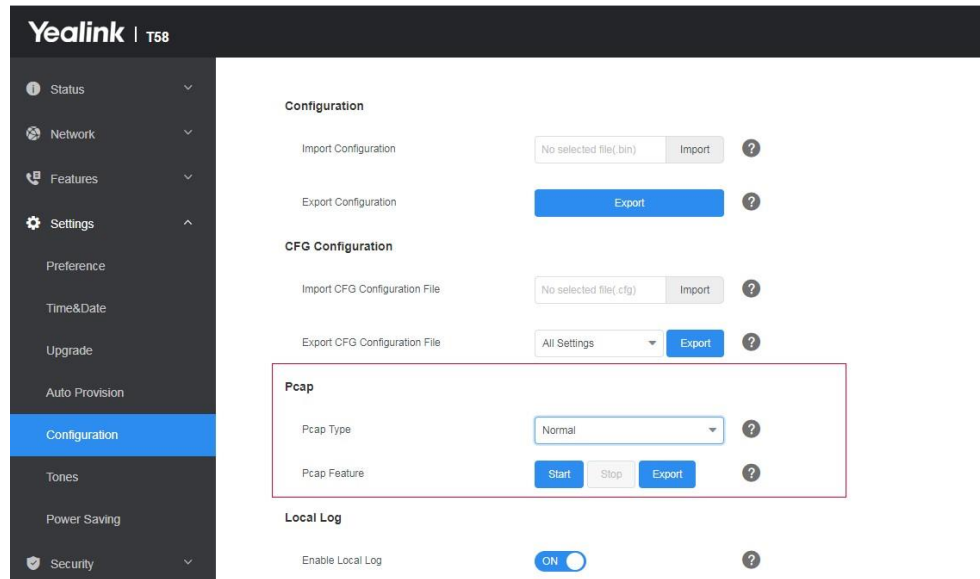 Yealink | T58
Status
Network
Features
Settings
Preference
Time&Date
Upgrade
Auto Provision
Configuration
Tones
Power Saving
Security
Configuration
Import Configuration No selected file(.bin) Import ?
Export Configuration Export ?
CFG Configuration
Import CFG Configuration File No selected file(.cfg) Import ?
Export CFG Configuration File All Settings Export ?
Pcap
Pcap Type Normal ?
Pcap Feature Start Stop Export ?
Local Log
Enable Local Log ON ?